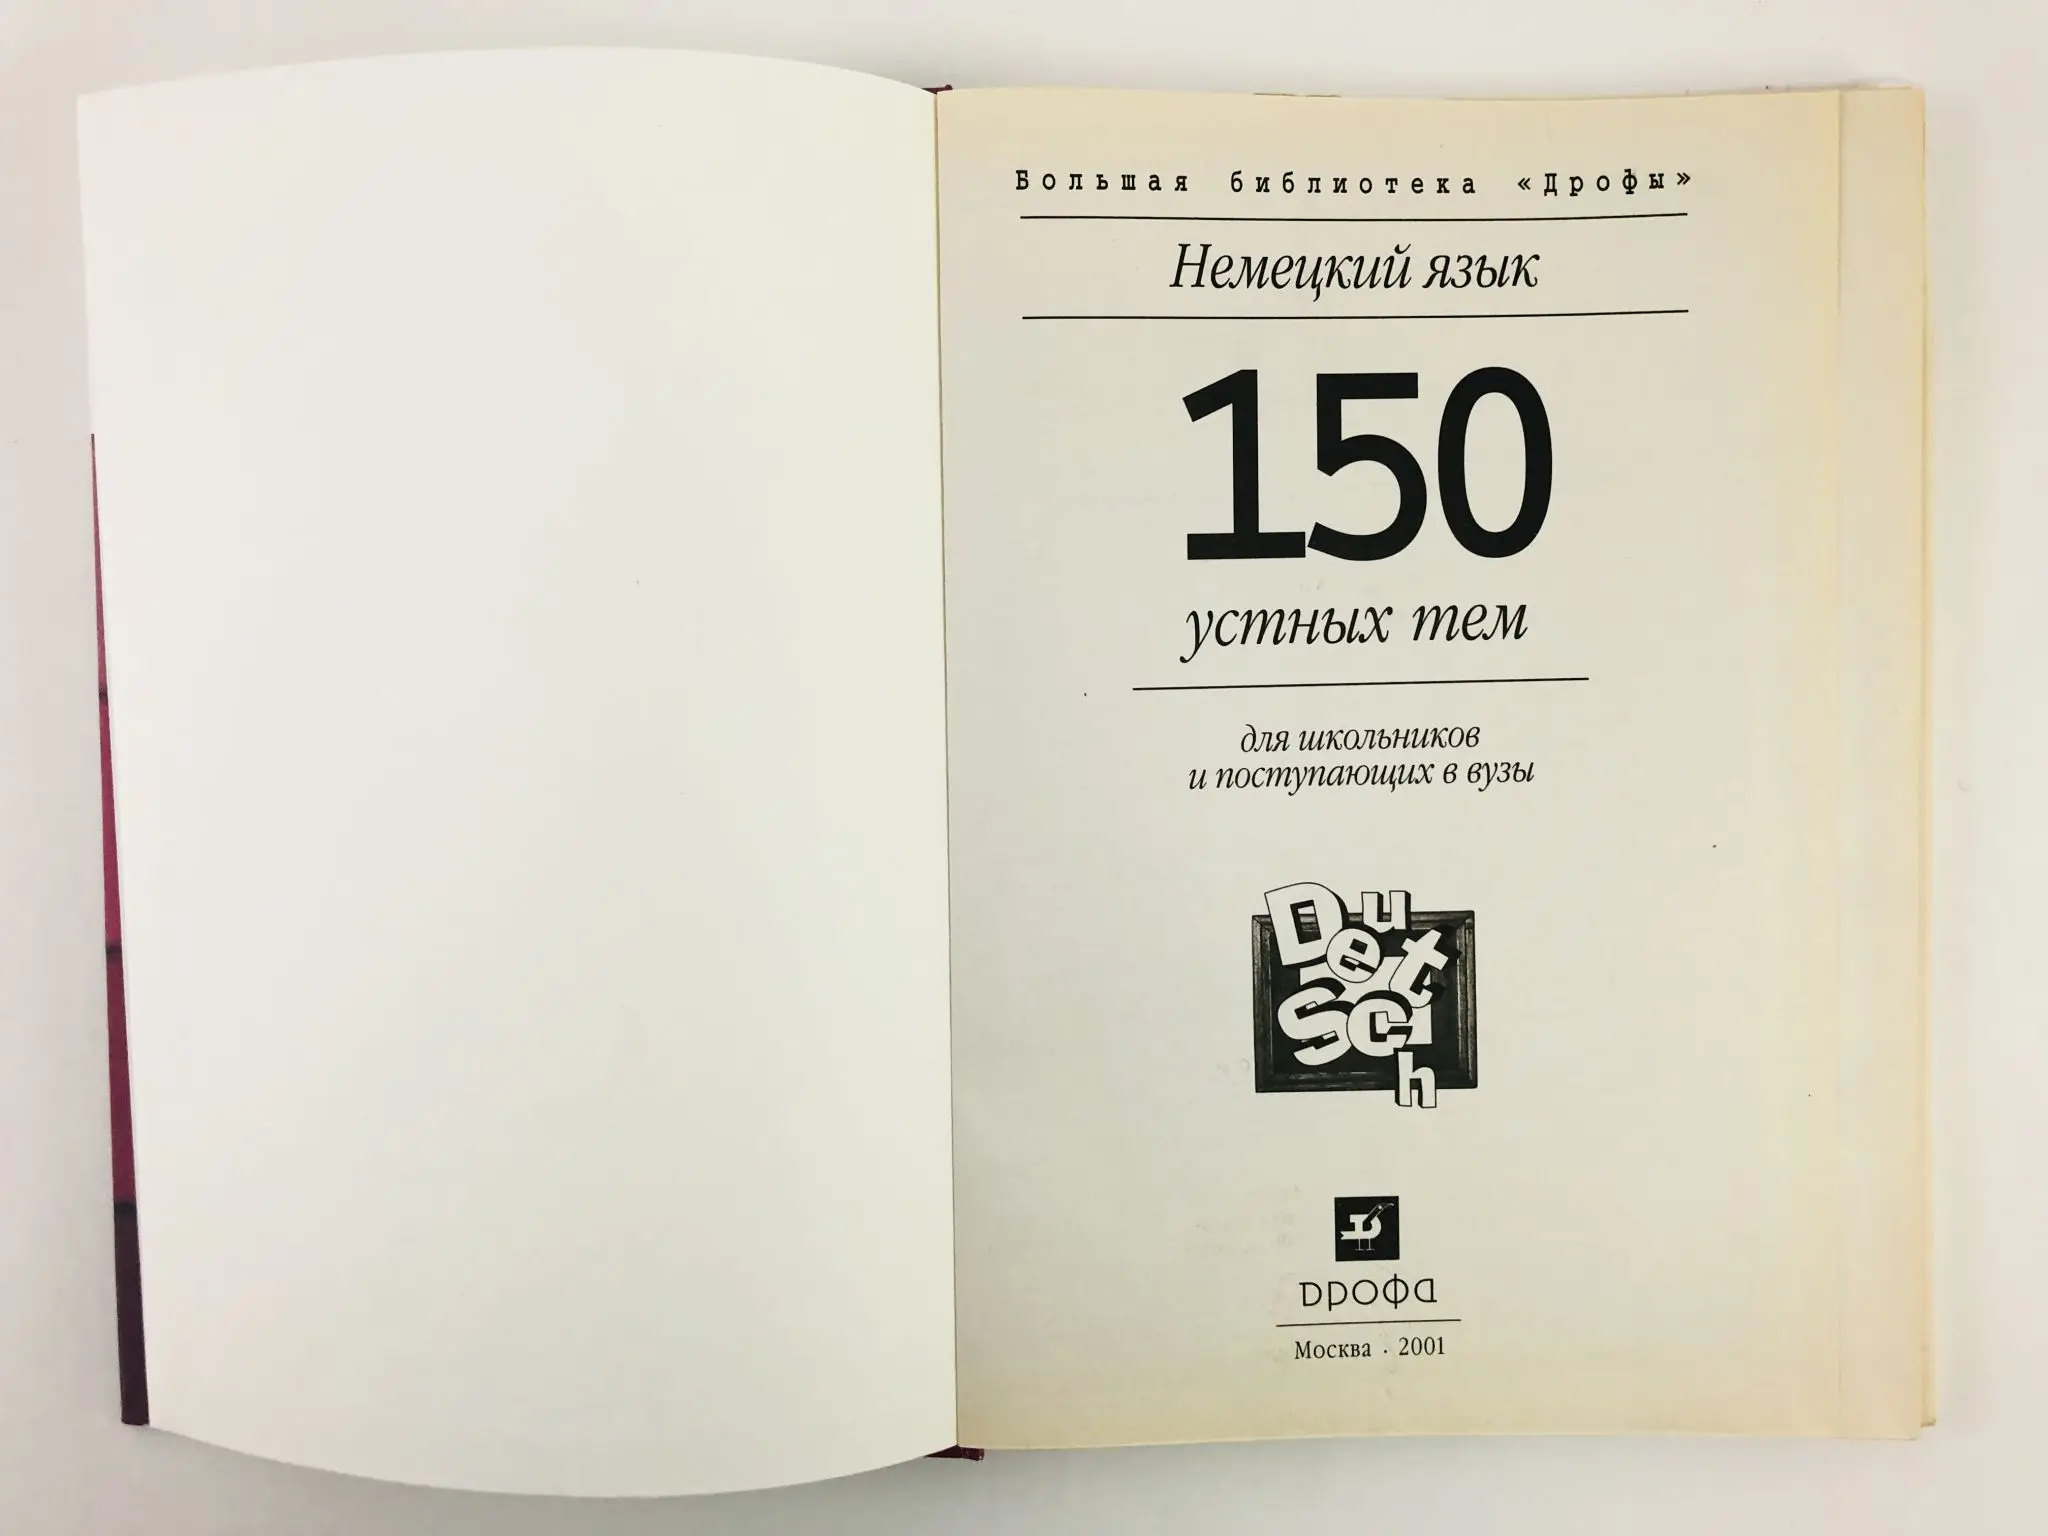 Большая библиотека «Дрофы»
Немецкий язык
150
устных тем
для школьников
и поступающих в вузы
Deutsch
дрофа
Москва · 2001